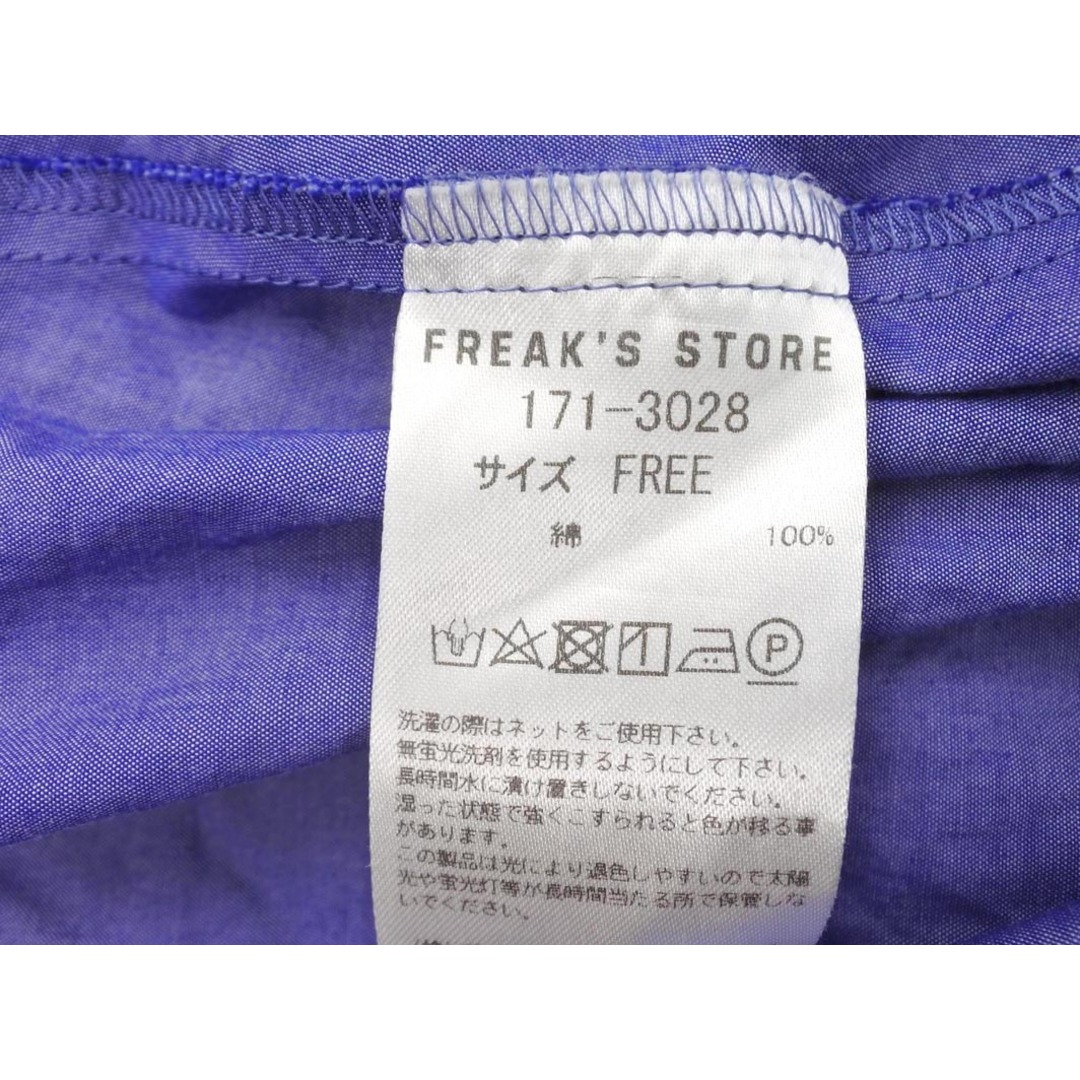 FREAK'S STORE
171-3028
サイズ FREE
綿 100%
P
洗濯の際はネットをご使用下さい。
無蛍光洗剤を使用するようにして下さい。
長時間水に漬け置きしないでください。
湿った状態で強くこすられると色が移る事
があります。
この製品は光により退色しやすいので太陽
光や蛍光灯等が長時間当たる所で保管しな
いでください。